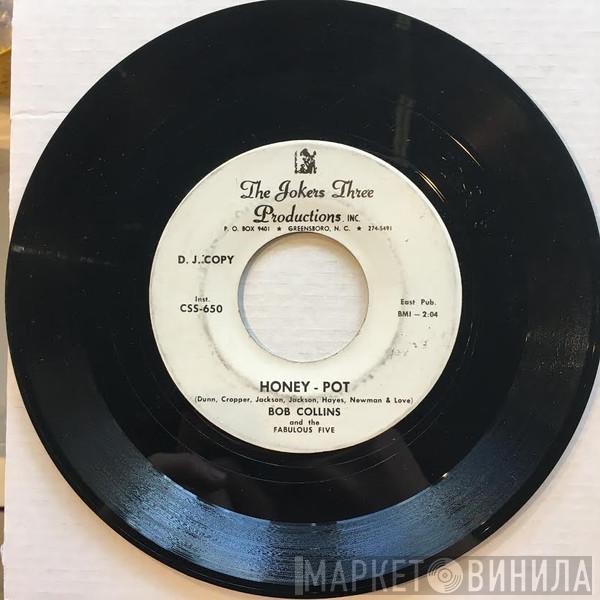 The Jokers Three
Productions, INC.
P. O. BOX 9401 ★ GREENSBORO, N. C. ★ 274-5491
D. J. COPY
Inst.
CSS-650
East Pub.
BMI — 2:04
HONEY - POT
(Dunn, Cropper, Jackson, Jackson, Hayes, Newman & Love)
BOB COLLINS
and the
FABULOUS FIVE
МАРКЕТ ВИНИЛА